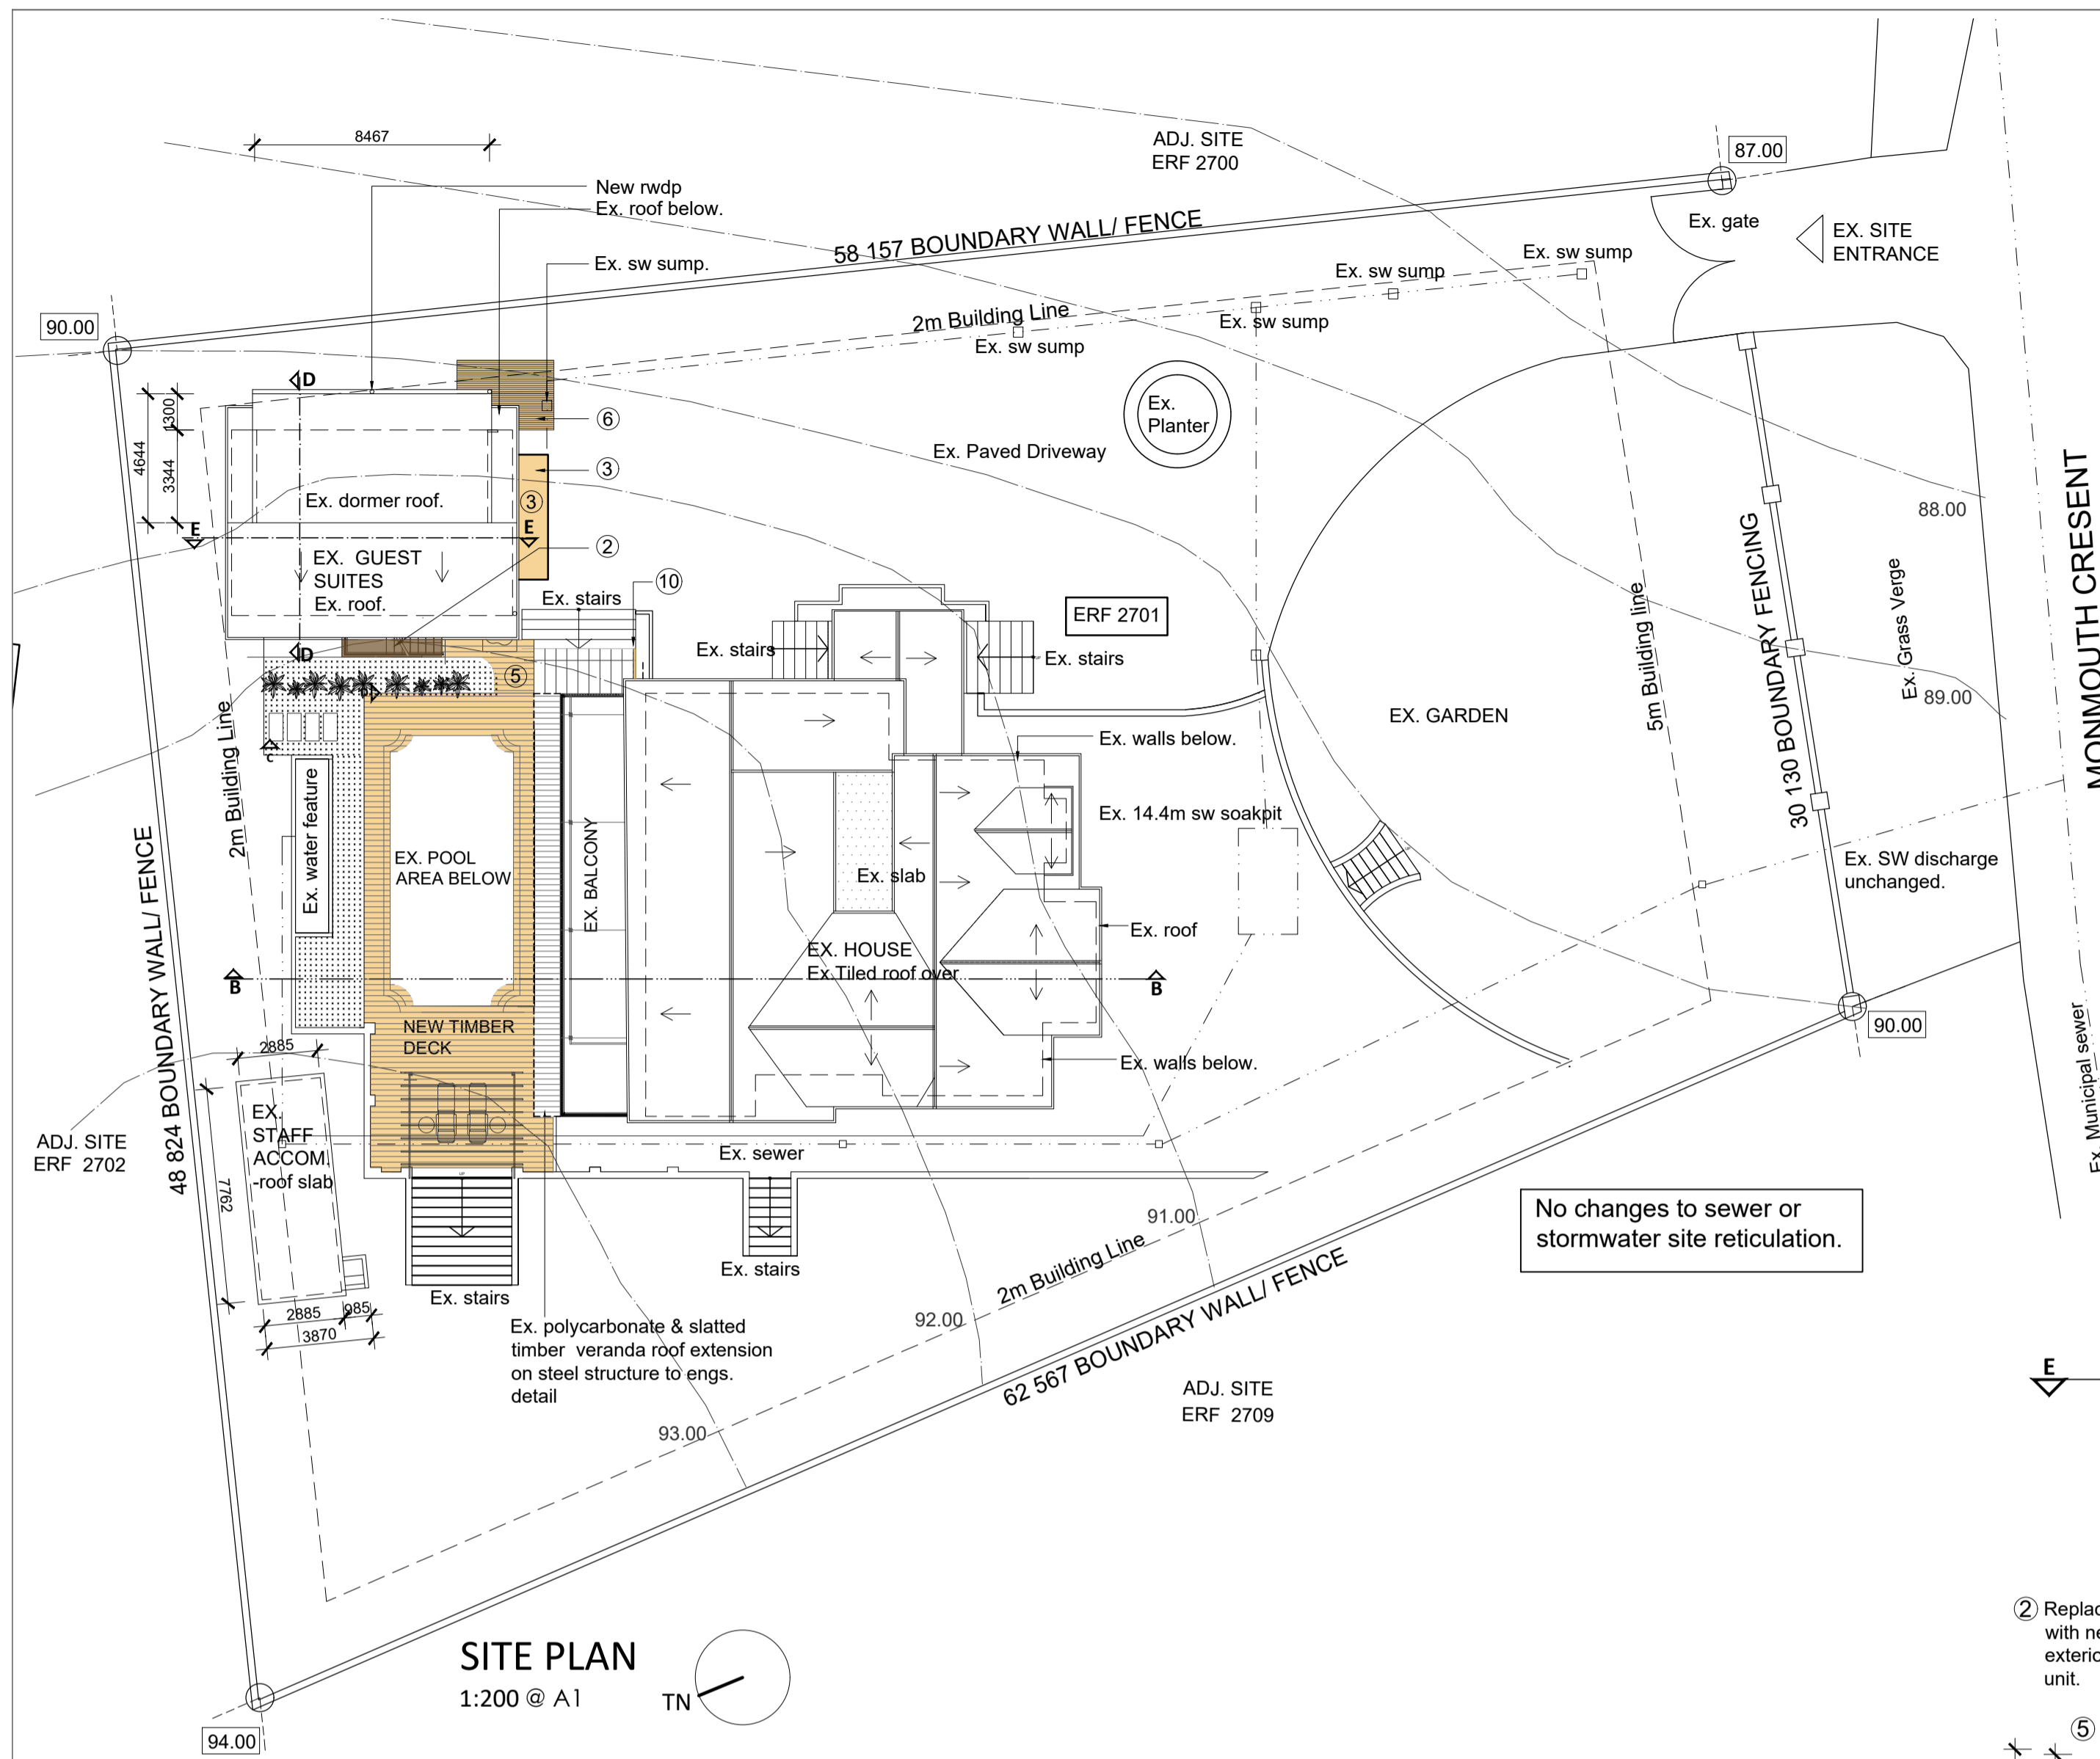 8467
ADJ. SITE
ERF 2700
87.00
New rwdp
Ex. roof below.
58 157 BOUNDARY WALL/ FENCE
Ex. gate
EX. SITE
ENTRANCE
Ex. sw sump.
Ex. sw sump
Ex. sw sump
90.00
2m Building Line
Ex. sw sump
Ex. sw sump
D
1300
4644
3344
6
Ex.
Planter
Ex. Paved Driveway
3
3
Ex. dormer roof.
E
E
2
EX. GUEST
SUITES
Ex. roof.
10
Ex. stairs
ERF 2701
Ex. stairs
Ex. stairs
D
5
88.00
MONMOUTH CRESENT
30 130 BOUNDARY FENCING
Ex. Grass Verge
89.00
5m Building line
EX. GARDEN
Ex. walls below.
c
2m Building Line
Ex. water feature
EX. POOL
AREA BELOW
EX. BALCONY
Ex. 14.4m sw soakpit
Ex. slab
Ex. SW discharge
unchanged.
48 824 BOUNDARY WALL/ FENCE
EX. HOUSE
Ex.Tiled roof over
Ex. roof
B
B
NEW TIMBER
DECK
90.00
Ex. walls below.
Ex. Municipal sewer
2885
EX.
STAFF
ACCOM.
-roof slab
7762
ADJ. SITE
ERF 2702
Ex. sewer
UP
91.00
No changes to sewer or
stormwater site reticulation.
Ex. stairs
2m Building Line
Ex. stairs
2885
985
3870
92.00
62 567 BOUNDARY WALL/ FENCE
Ex. polycarbonate & slatted
timber veranda roof extension
on steel structure to engs.
detail
ADJ. SITE
ERF 2709
E
93.00
SITE PLAN
1:200 @ A1
TN
94.00
2
with
unit.
5